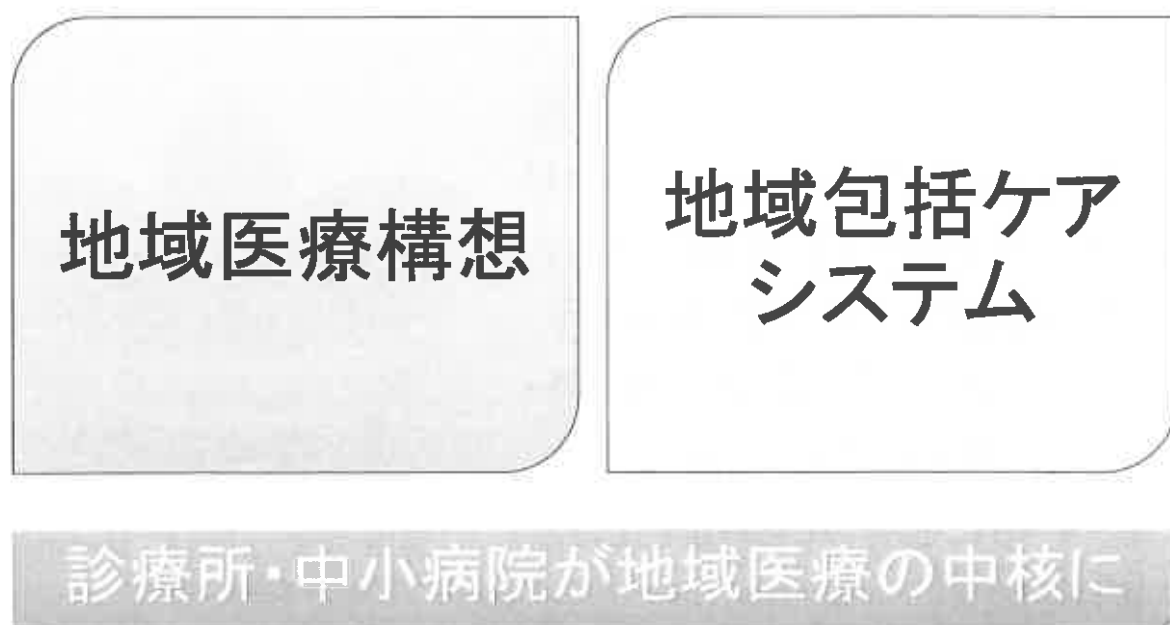 地域医療構想
地域包括ケア
システム
診療所・中小病院が地域医療の中核に